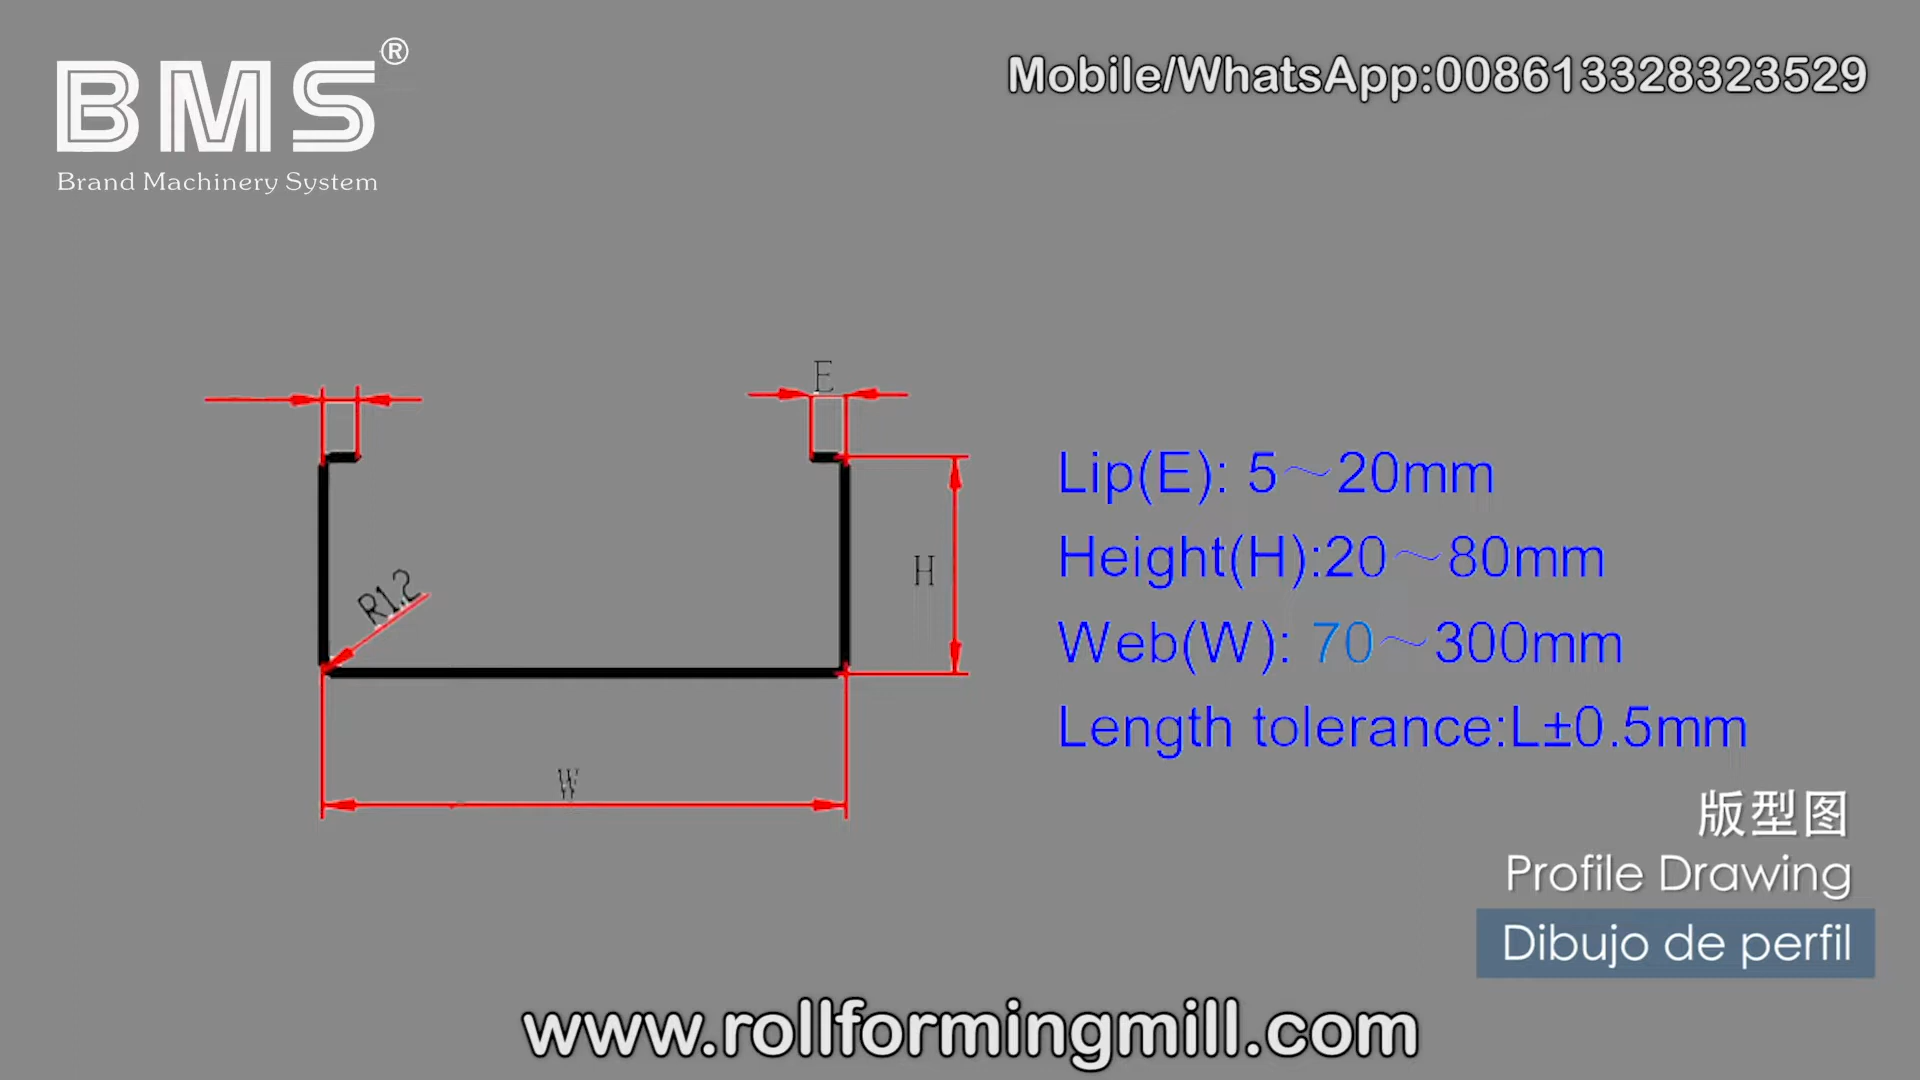 BMS®
Brand Machinery System
Mobile/WhatsApp:008613328323529
E
H
R1.2
W
Lip(E): 5～20mm
Height(H):20～80mm
Web(W): 70～300mm
Length tolerance:L±0.5mm
版型图
Profile Drawing
Dibujo de perfil
www.rollformingmill.com